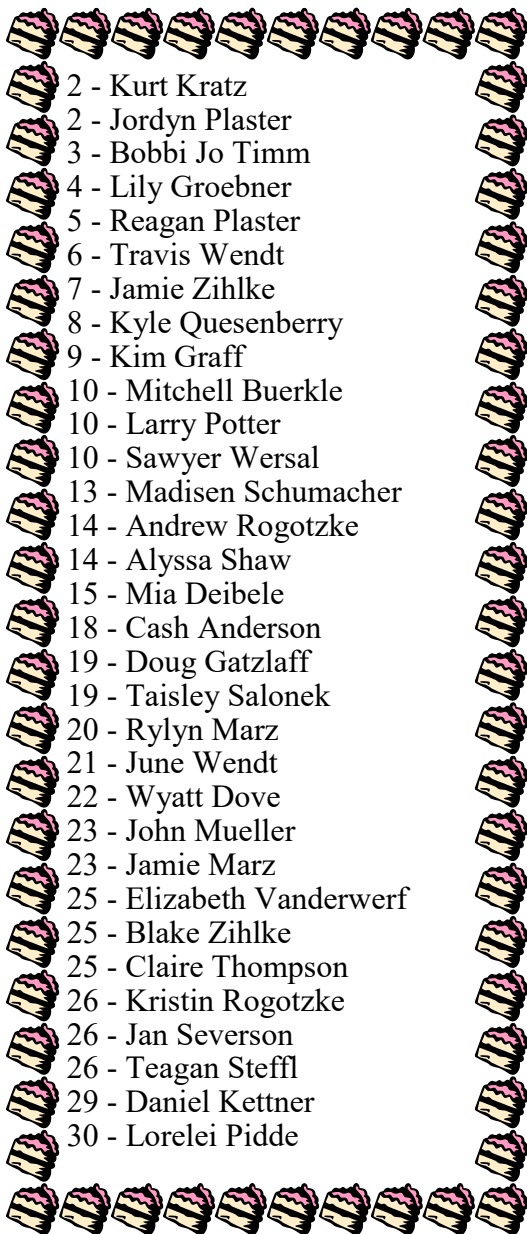 2 - Kurt Kratz
2 - Jordyn Plaster
3 - Bobbi Jo Timm
4 - Lily Groebner
5 - Reagan Plaster
6 - Travis Wendt
7 - Jamie Zihlke
8 - Kyle Quesenberry
9 - Kim Graff
10 - Mitchell Buerkle
10 - Larry Potter
10 - Sawyer Wersal
13 - Madisen Schumacher
14 - Andrew Rogotzke
14 - Alyssa Shaw
15 - Mia Deibele
18 - Cash Anderson
19 - Doug Gatzlaff
19 - Taisley Salonek
20 - Rylyn Marz
21 - June Wendt
22 - Wyatt Dove
23 - John Mueller
23 - Jamie Marz
25 - Elizabeth Vanderwerf
25 - Blake Zihlke
25 - Claire Thompson
26 - Kristin Rogotzke
26 - Jan Severson
26 - Teagan Steffl
29 - Daniel Kettner
30 - Lorelei Pidde